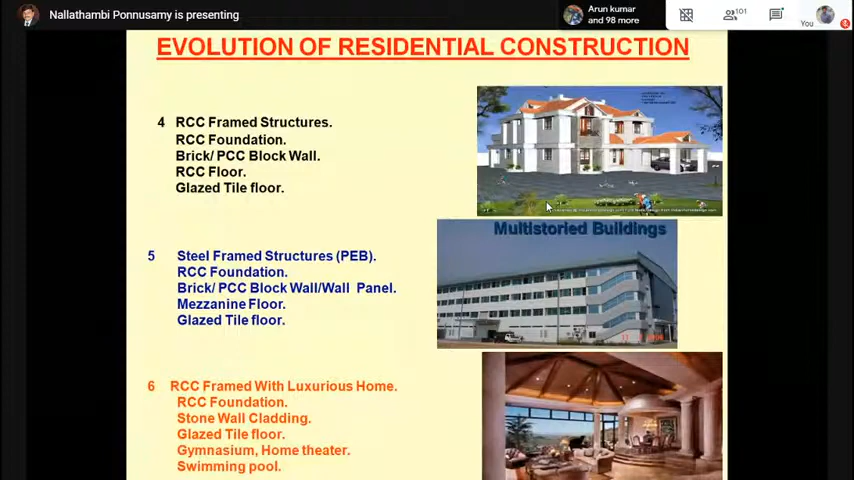 Nallathambi Ponnusamy is presenting
Arun kumar
and 98 more
101
You
EVOLUTION OF RESIDENTIAL CONSTRUCTION
4 RCC Framed Structures.
RCC Foundation.
Brick/ PCC Block Wall.
RCC Floor.
Glazed Tile floor.
Multistoried Buildings
5 Steel Framed Structures (PEB).
RCC Foundation.
Brick/ PCC Block Wall/Wall Panel.
Mezzanine Floor.
Glazed Tile floor.
6 RCC Framed With Luxurious Home.
RCC Foundation.
Stone Wall Cladding.
Glazed Tile floor.
Gymnasium, Home theater.
Swimming pool.